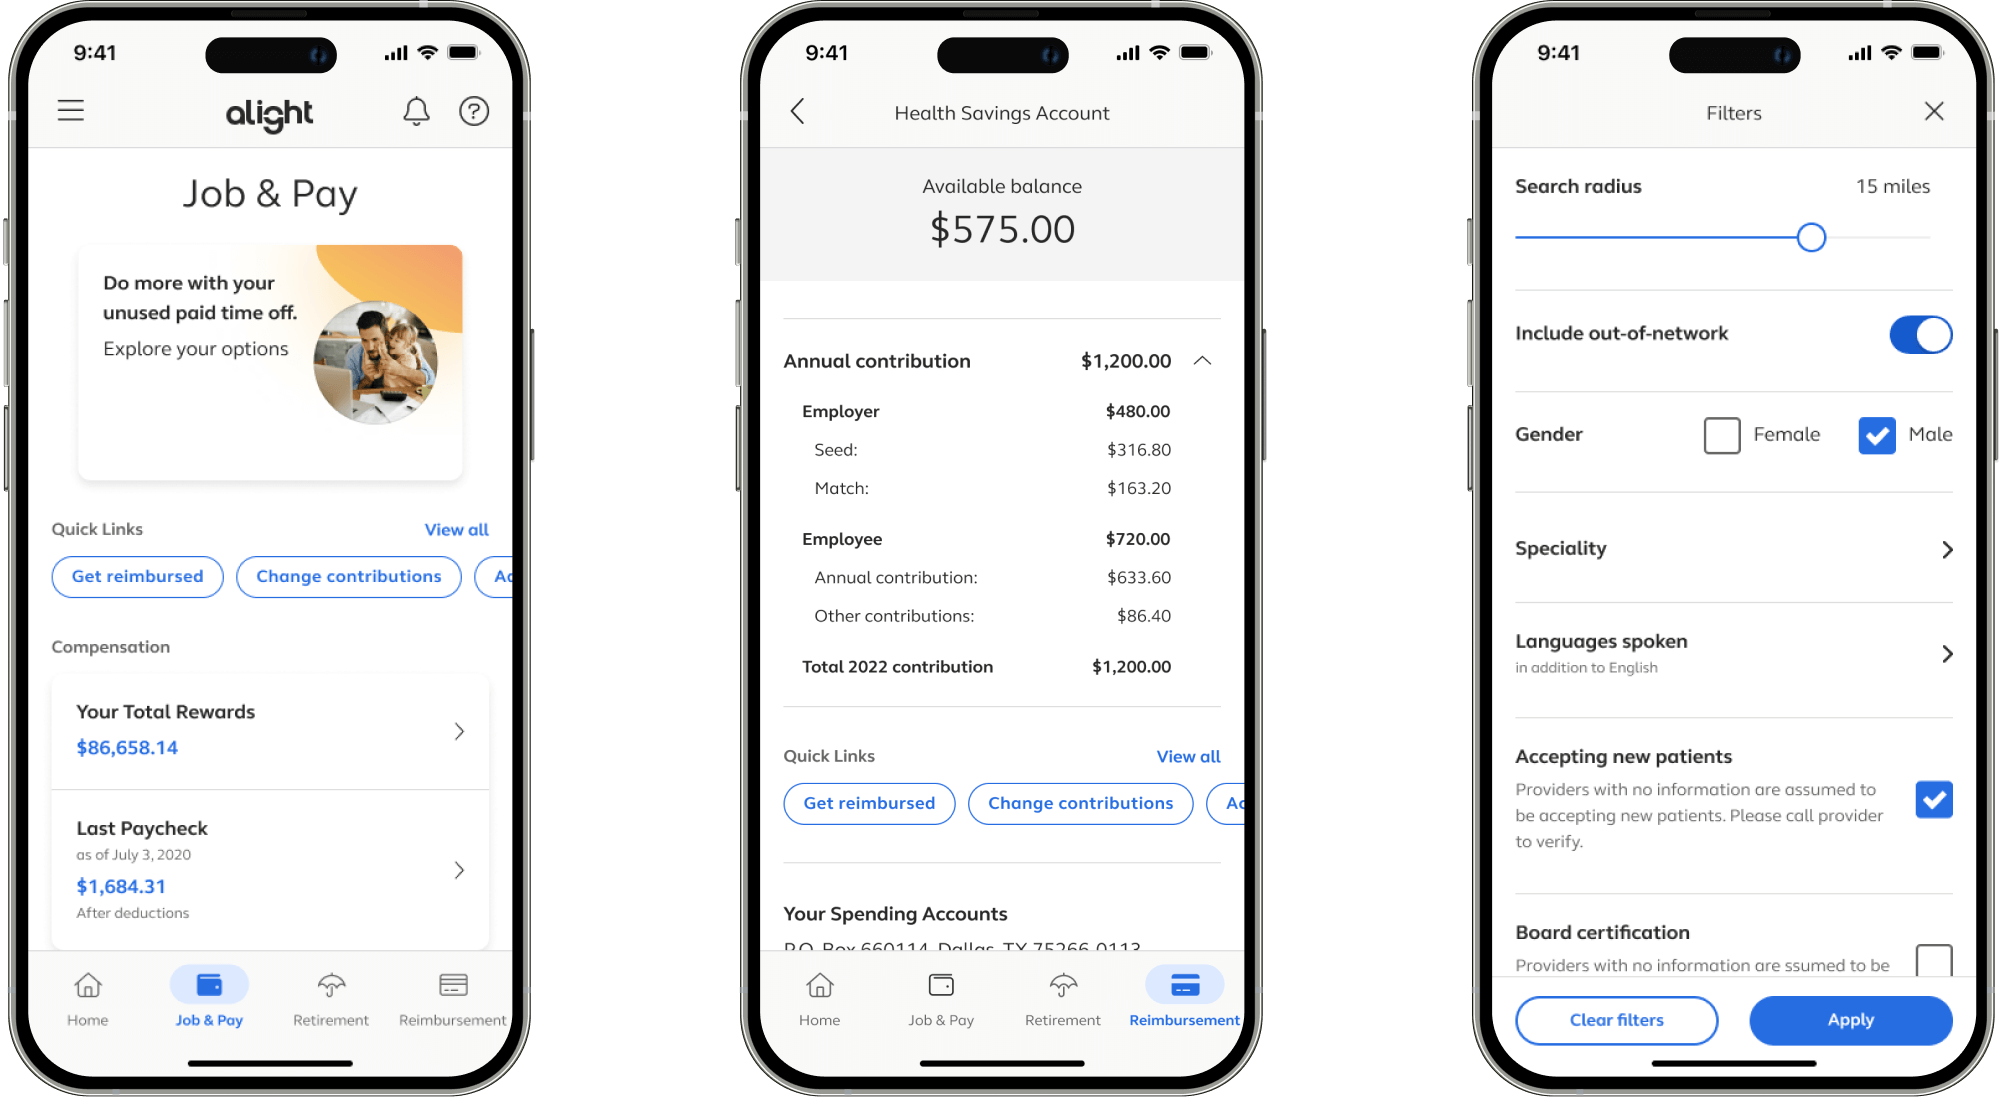 9:41
alight
Job & Pay
Do more with your
unused paid time off.
Explore your options
Quick Links
View all
Get reimbursed
Change contributions
Compensation
Your Total Rewards
$86,658.14
Last Paycheck
as of July 3, 2020
$1,684.31
After deductions
Home
Job & Pay
Retirement
Reimbursement
9:41
Health Savings Account
Available balance
$575.00
Annual contribution $1,200.00
Employer $480.00
Seed: $316.80
Match: $163.20
Employee $720.00
Annual contribution: $633.60
Other contributions: $86.40
Total 2022 contribution $1,200.00
Quick Links
View all
Get reimbursed
Change contributions
Your Spending Accounts
P.O. Box 660114, Dallas, TX 75266-0113
Home
Job & Pay
Retirement
Reimbursement
9:41
Filters
Search radius 15 miles
Include out-of-network
Gender Female Male
Speciality
Languages spoken
in addition to English
Accepting new patients
Providers with no information are assumed to
be accepting new patients. Please call provider
to verify.
Board certification
Providers with no information are ssumed to be
Clear filters
Apply